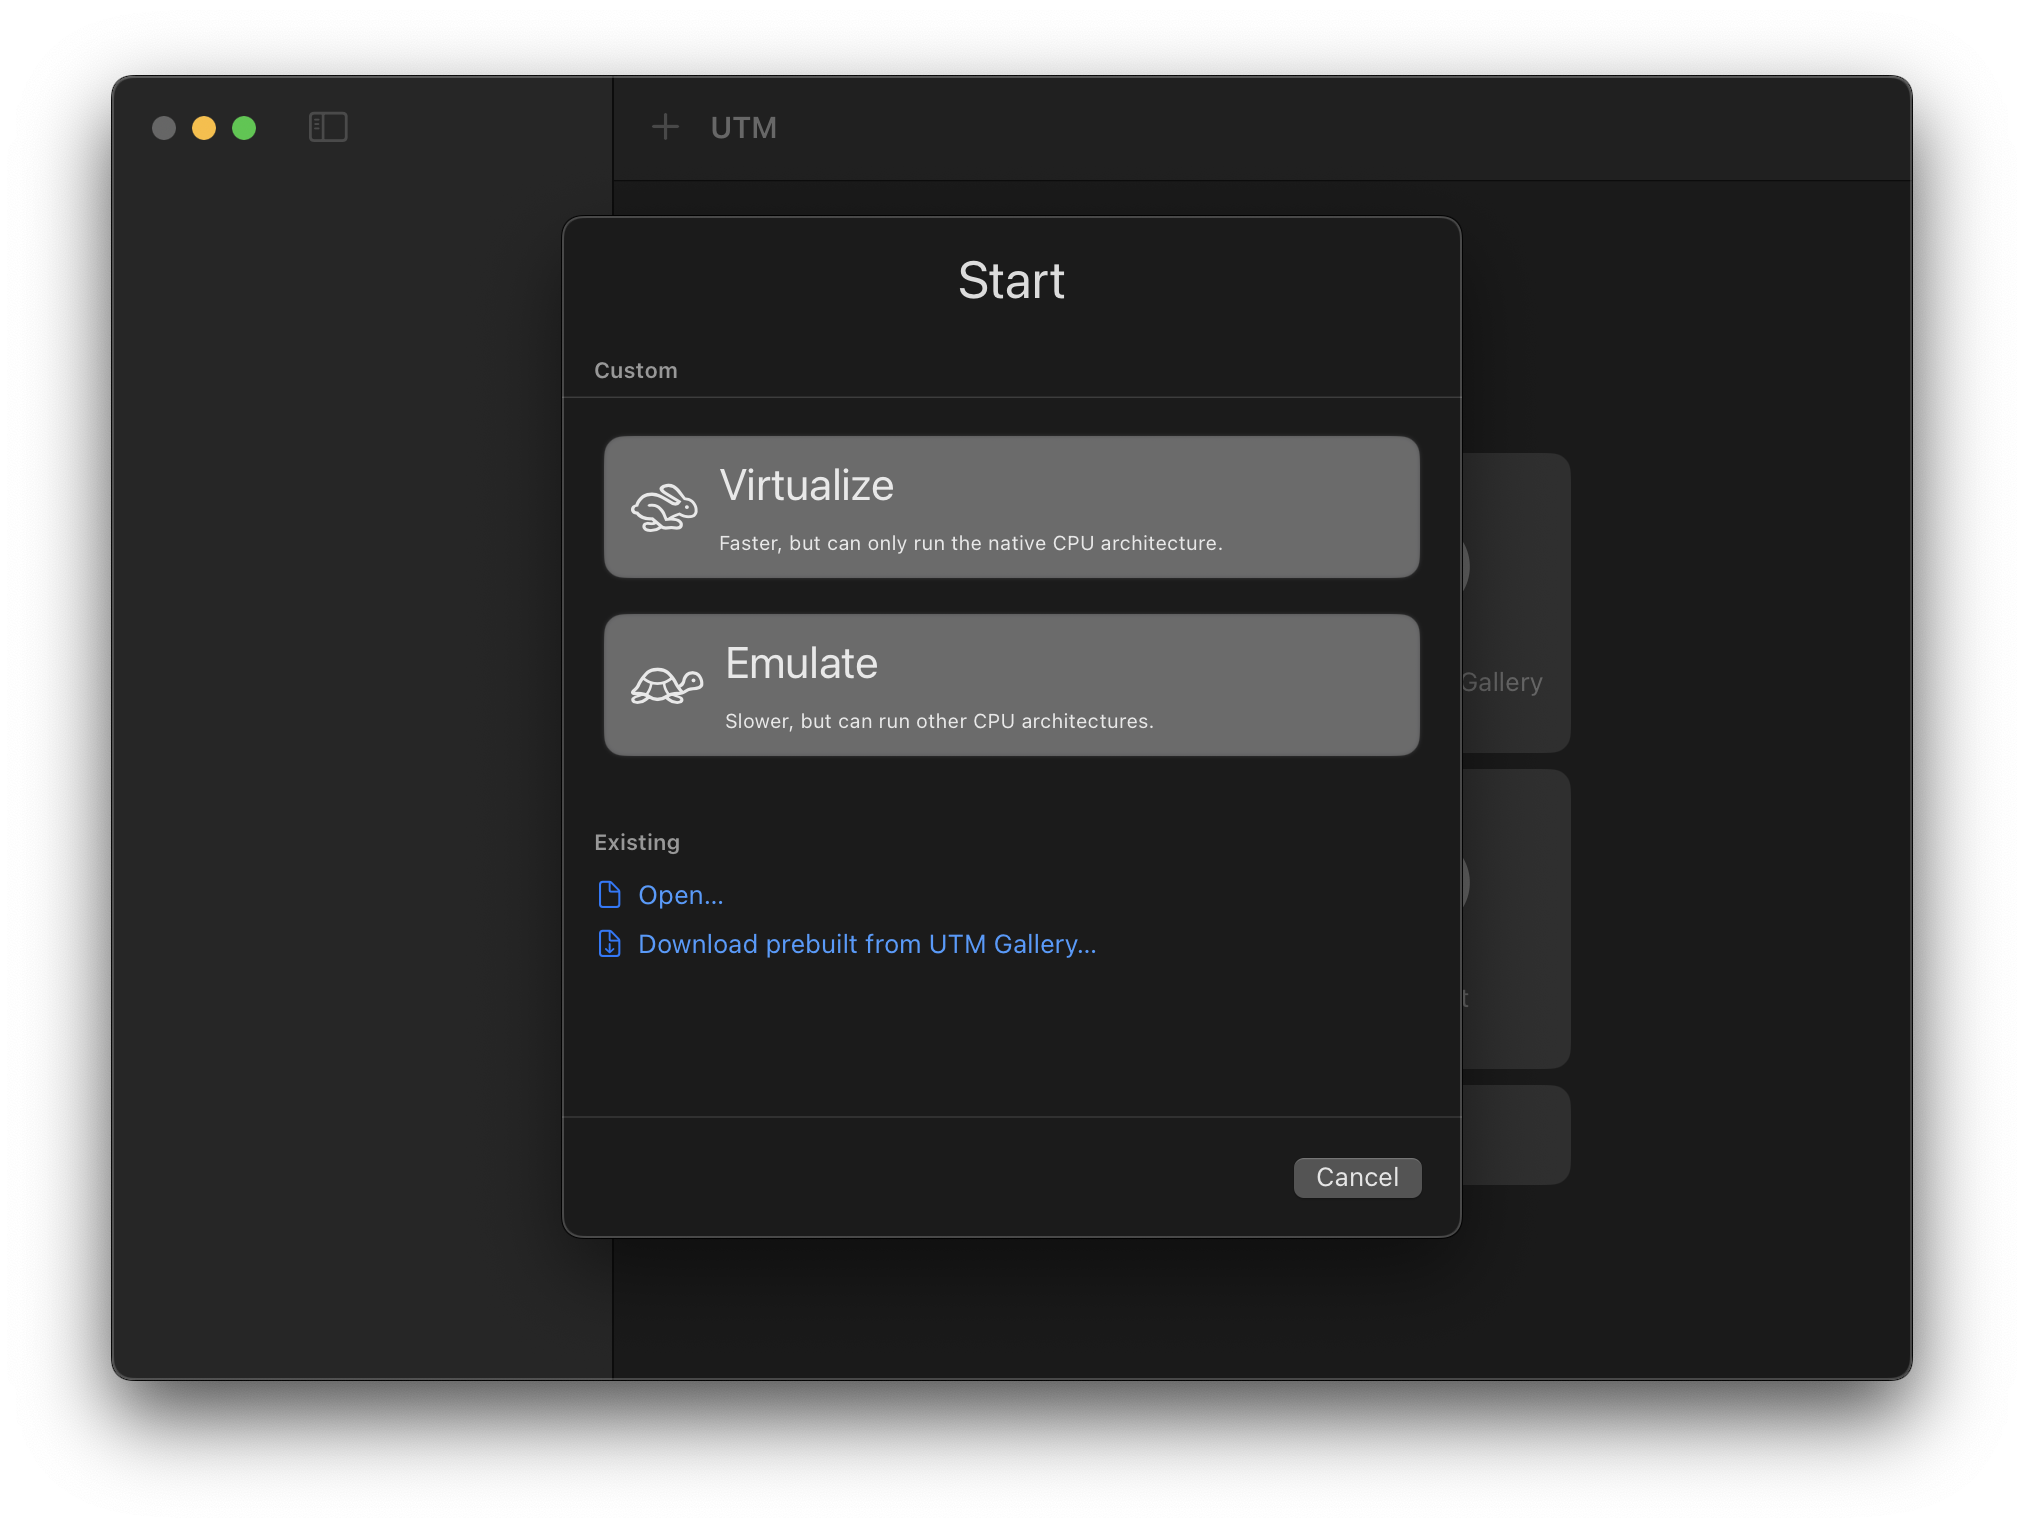 UTM
Start
Custom
Virtualize
Faster, but can only run the native CPU architecture.
Emulate
Slower, but can run other CPU architectures.
Gallery
Existing
Open...
Download prebuilt from UTM Gallery...
t
Cancel